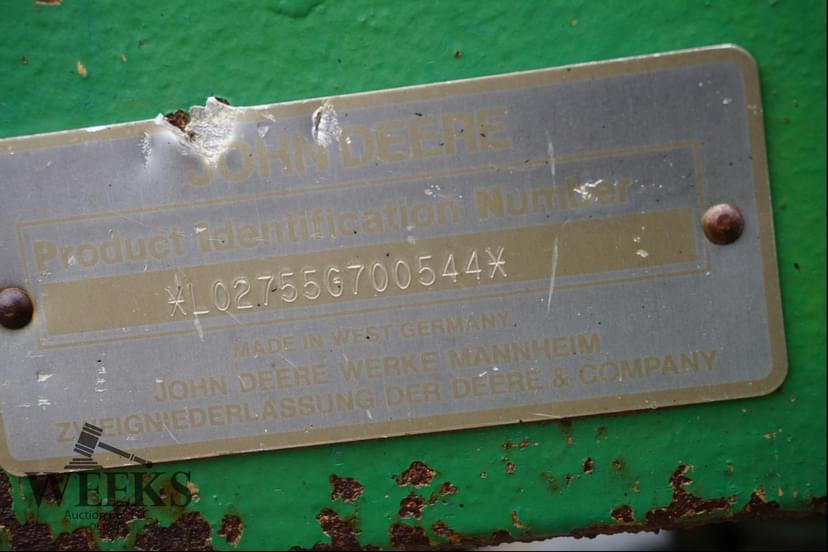 JOHN DEERE
Product Identification Number
*L02755G700544*
MADE IN WEST GERMANY
JOHN DEERE WERKE MANNHEIM
ZWEIGNIEDERLASSUNG DER DEERE & COMPANY
WEEKS
Auction